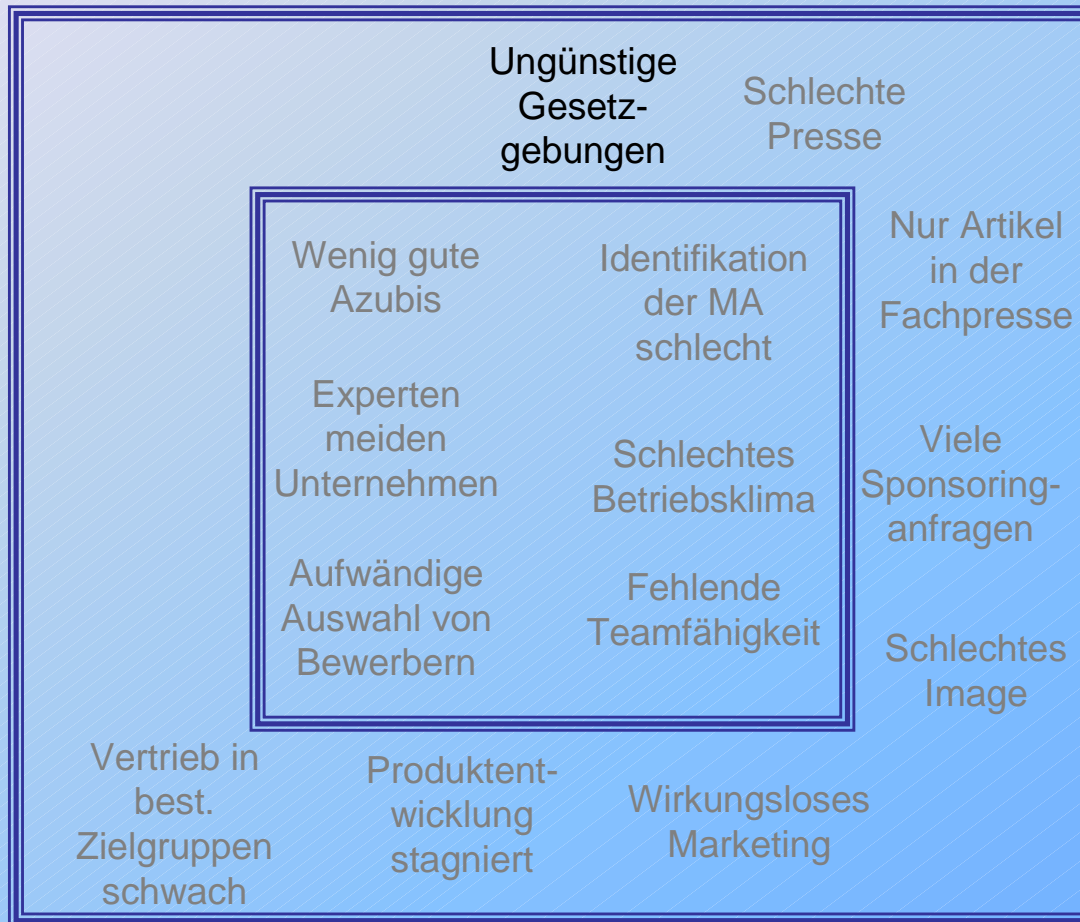 Ungünstige
Gesetz-
gebungen
Schlechte
Presse
Nur Artikel
in der
Fachpresse
Wenig gute
Azubis
Identifikation
der MA
schlecht
Experten
meiden
Unternehmen
Schlechtes
Betriebsklima
Viele
Sponsoring-
anfragen
Aufwändige
Auswahl von
Bewerbern
Fehlende
Teamfähigkeit
Schlechtes
Image
Vertrieb in
best.
Zielgruppen
schwach
Produktent-
wicklung
stagniert
Wirkungsloses
Marketing